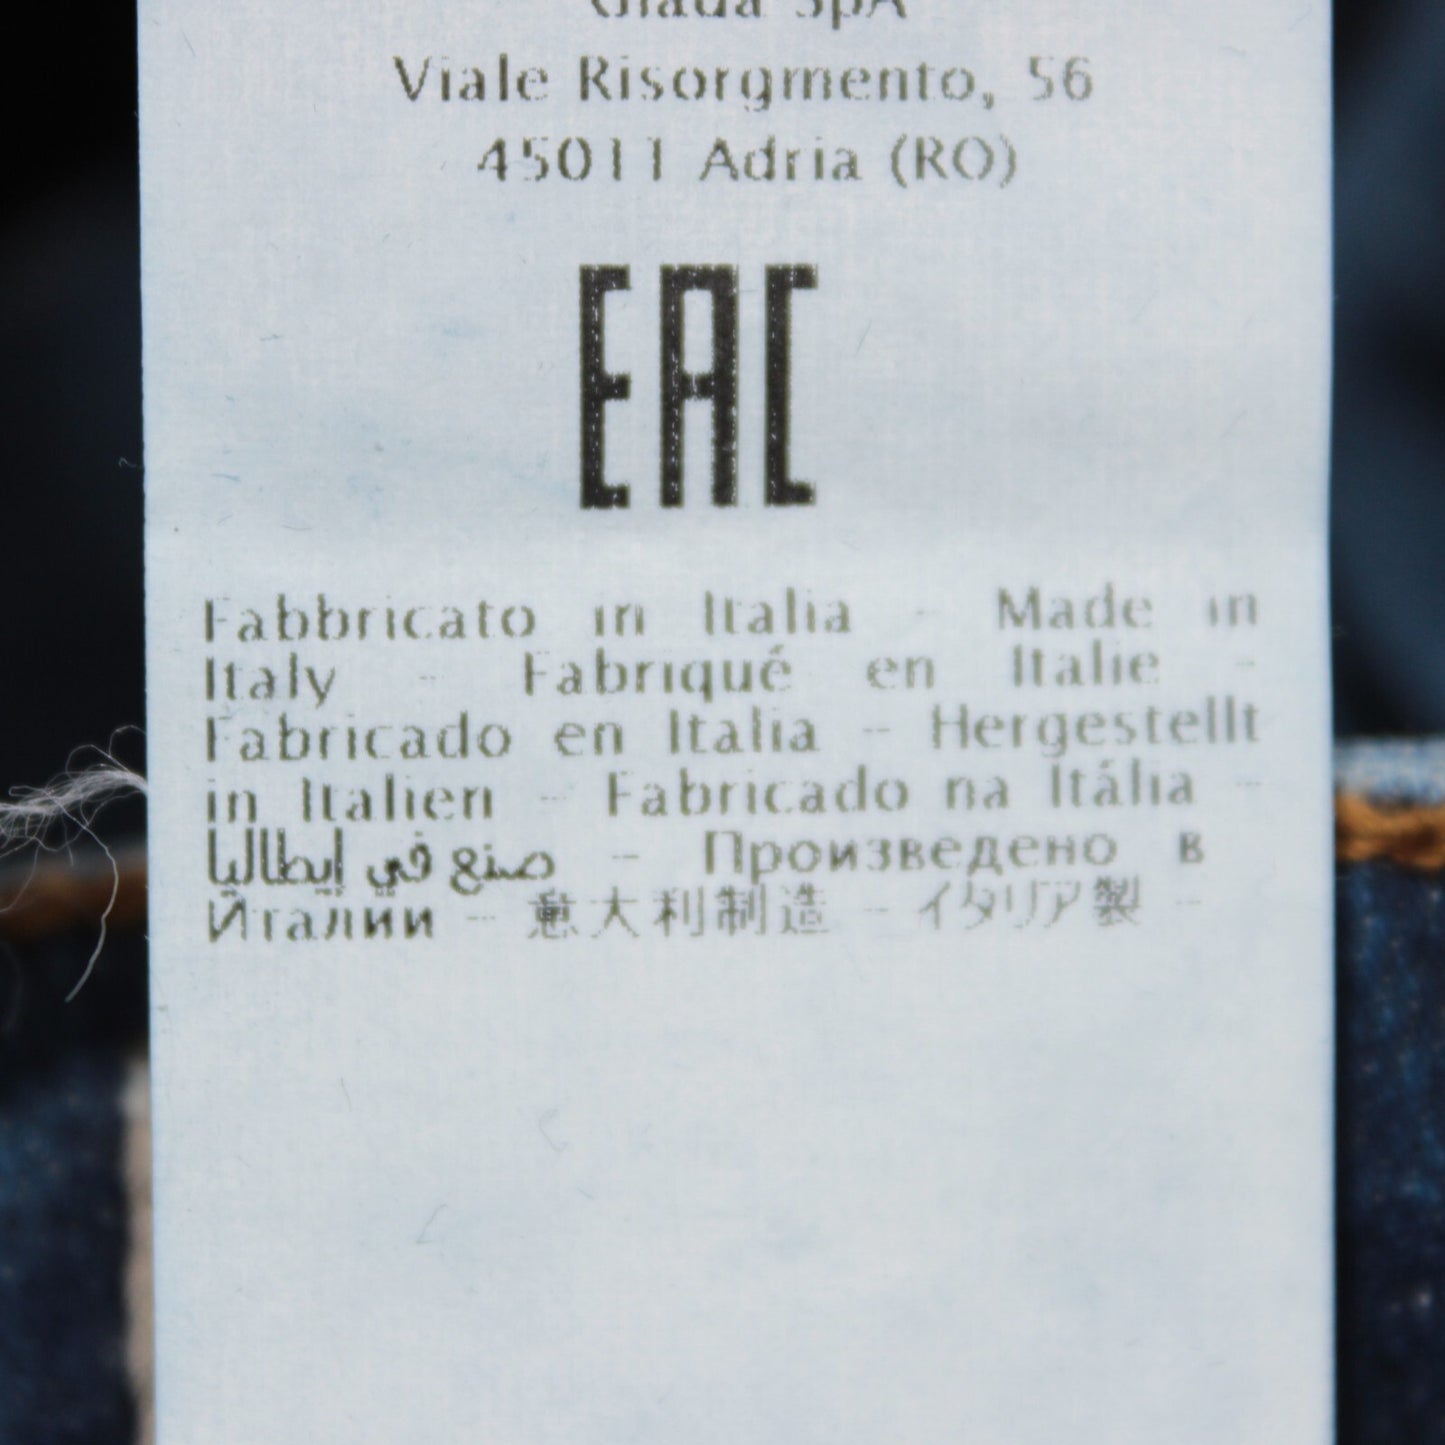 Giada SpA
Viale Risorgmento, 56
45011 Adria (RO)
EAC
Fabbricato in Italia - Made in
Italy - Fabriqué en Italie -
Fabricado en Italia - Hergestellt
in Italien - Fabricado na Itália -
صنع في إيطاليا - Произведено в
Италии - 意大利制造 - イタリア製 -